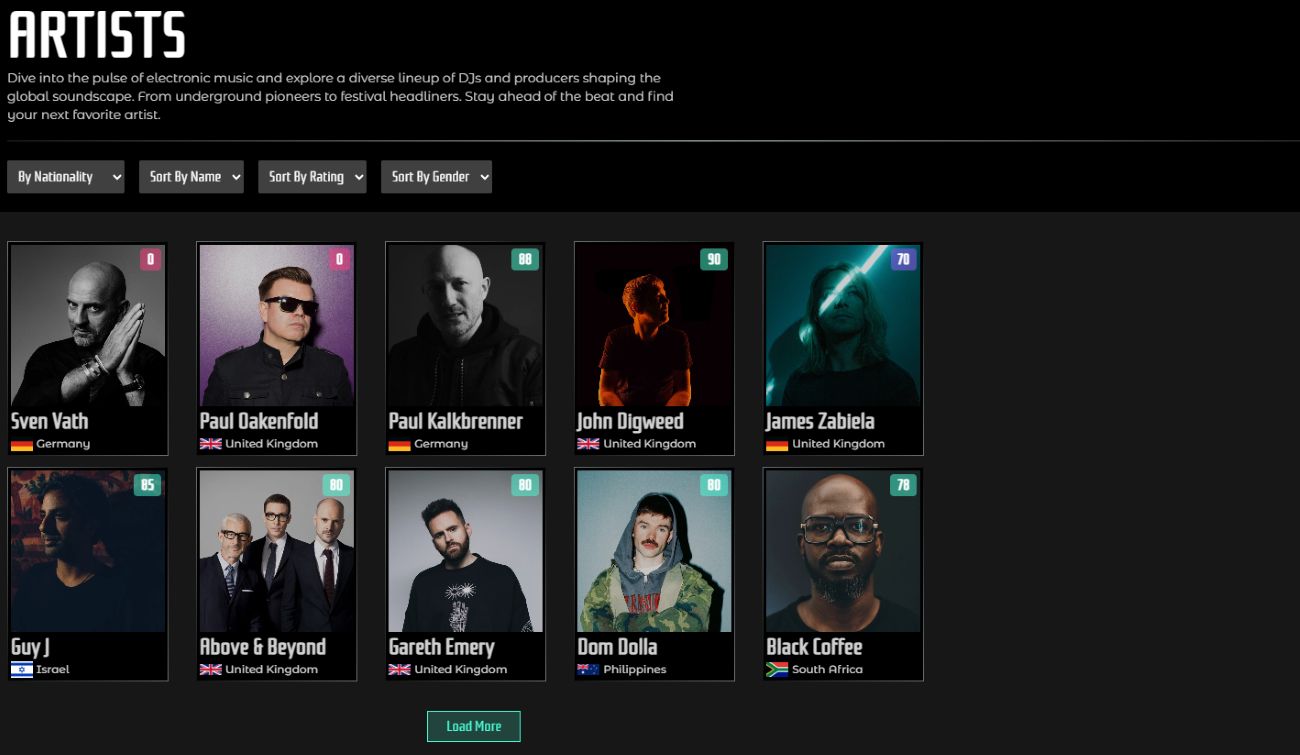 ARTISTS
Dive into the pulse of electronic music and explore a diverse lineup of DJs and producers shaping the
global soundscape. From underground pioneers to festival headliners. Stay ahead of the beat and find
your next favorite artist.
By Nationality
Sort By Name
Sort By Rating
Sort By Gender
0
Sven Vath
Germany
0
Paul Oakenfold
United Kingdom
88
Paul Kalkbrenner
Germany
90
John Digweed
United Kingdom
70
James Zabiela
United Kingdom
85
Guy J
Israel
80
Above & Beyond
United Kingdom
80
Gareth Emery
United Kingdom
80
Dom Dolla
Philippines
78
Black Coffee
South Africa
Load More